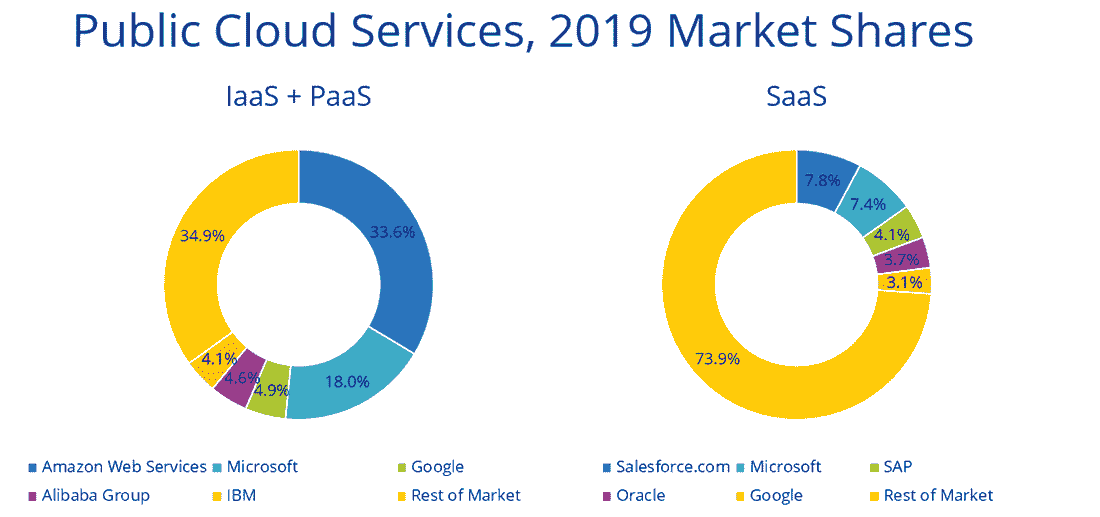 Public Cloud Services, 2019 Market Shares
IaaS + PaaS
34.9%
33.6%
4.1%
4.6%
4.9%
18.0%
Amazon Web Services
Microsoft
Google
Alibaba Group
IBM
Rest of Market
SaaS
7.8%
7.4%
4.1%
3.7%
3.1%
73.9%
Salesforce.com
Microsoft
SAP
Oracle
Google
Rest of Market